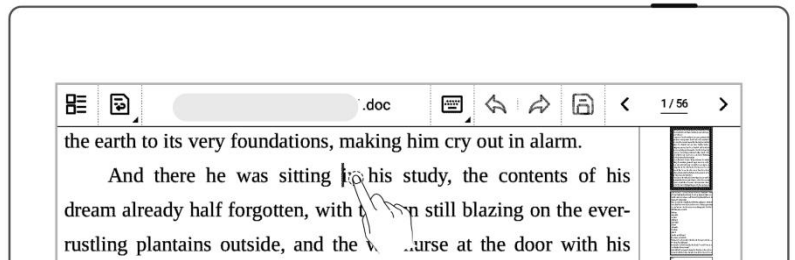 .doc
1 / 56
the earth to its very foundations, making him cry out in alarm.
And there he was sitting his study, the contents of his
dream already half forgotten, with still blazing on the ever-
rustling plantains outside, and the at the door with his